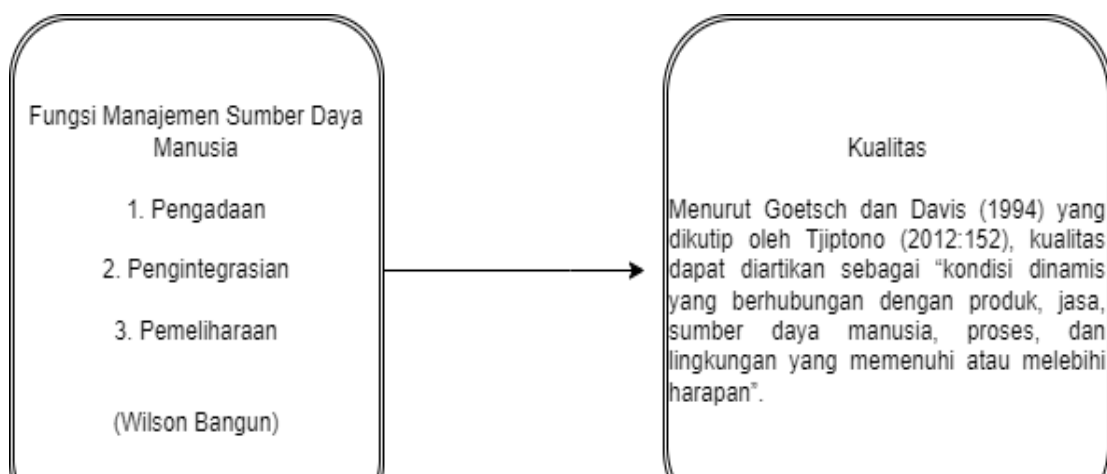 Fungsi Manajemen Sumber Daya
Manusia
1. Pengadaan
2. Pengintegrasian
3. Pemeliharaan
(Wilson Bangun)
Kualitas
Menurut Goetsch dan Davis (1994) yang
dikutip oleh Tjiptono (2012:152), kualitas
dapat diartikan sebagai “kondisi dinamis
yang berhubungan dengan produk, jasa,
sumber daya manusia, proses, dan
lingkungan yang memenuhi atau melebihi
harapan”.